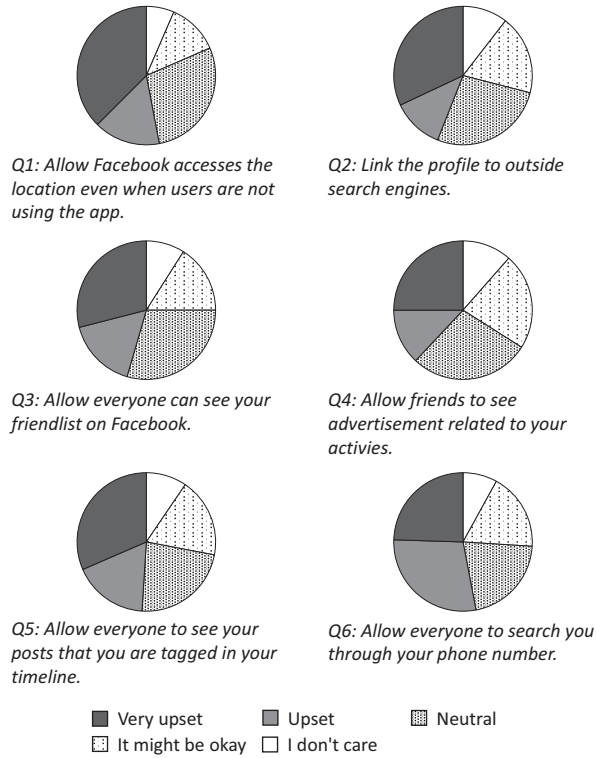 Q1: Allow Facebook accesses the
location even when users are not
using the app.
Q2: Link the profile to outside
search engines.
Q3: Allow everyone can see your
friendlist on Facebook.
Q4: Allow friends to see
advertisement related to your
activies.
Q5: Allow everyone to see your
posts that you are tagged in your
timeline.
Q6: Allow everyone to search you
through your phone number.
Very upset
Upset
Neutral
It might be okay
I don't care